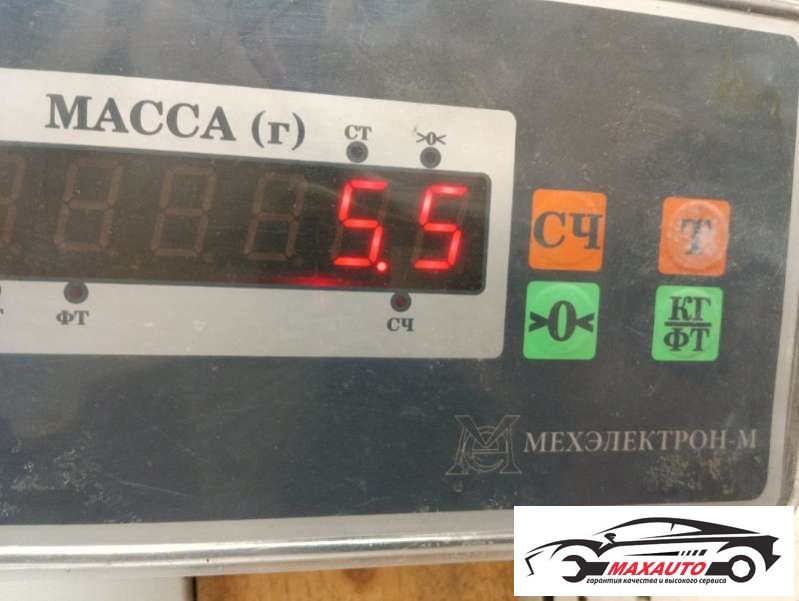 МАССА (г)
СТ
>0<
5.5
ФТ
СЧ
СЧ
Т
>0<
КГ
ФТ
МЕХЭЛЕКТРОН-М
MAXAUTO
гарантия качества и высокого сервиса